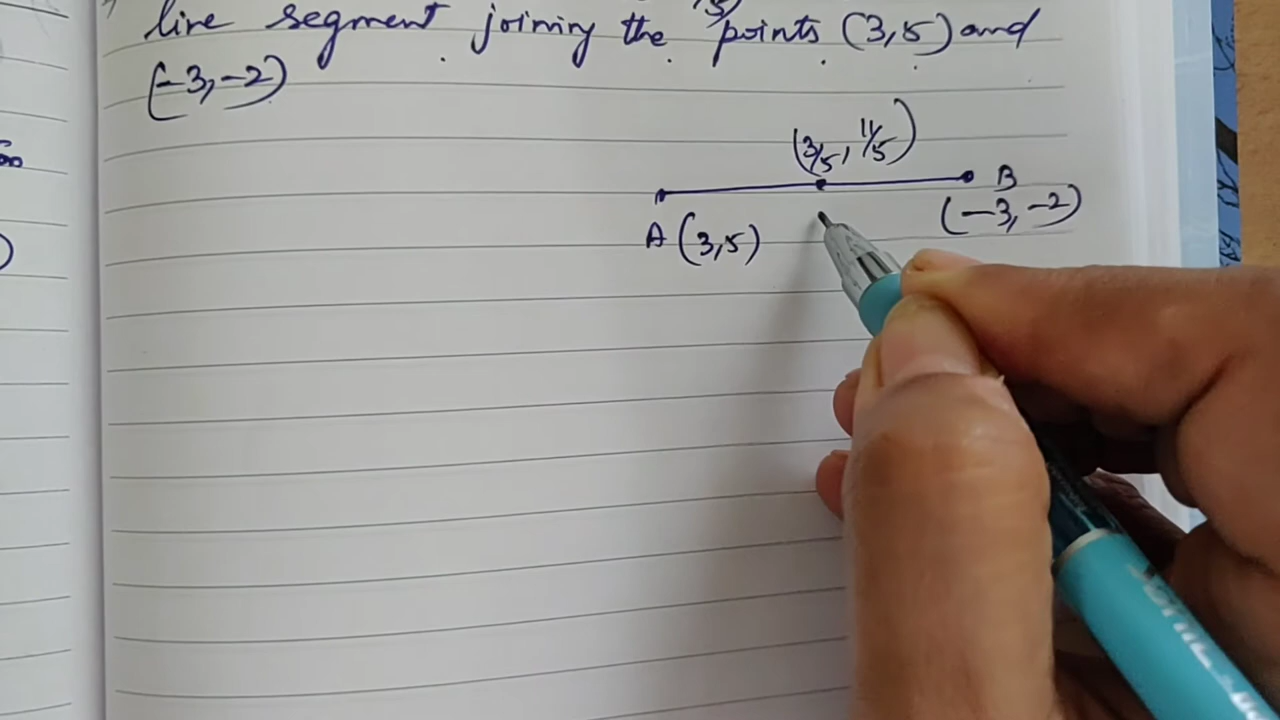 line segment joining the points (3,5) and
(-3,-2)
(3/5, 11/5)
B
(-3, -2)
A (3,5)